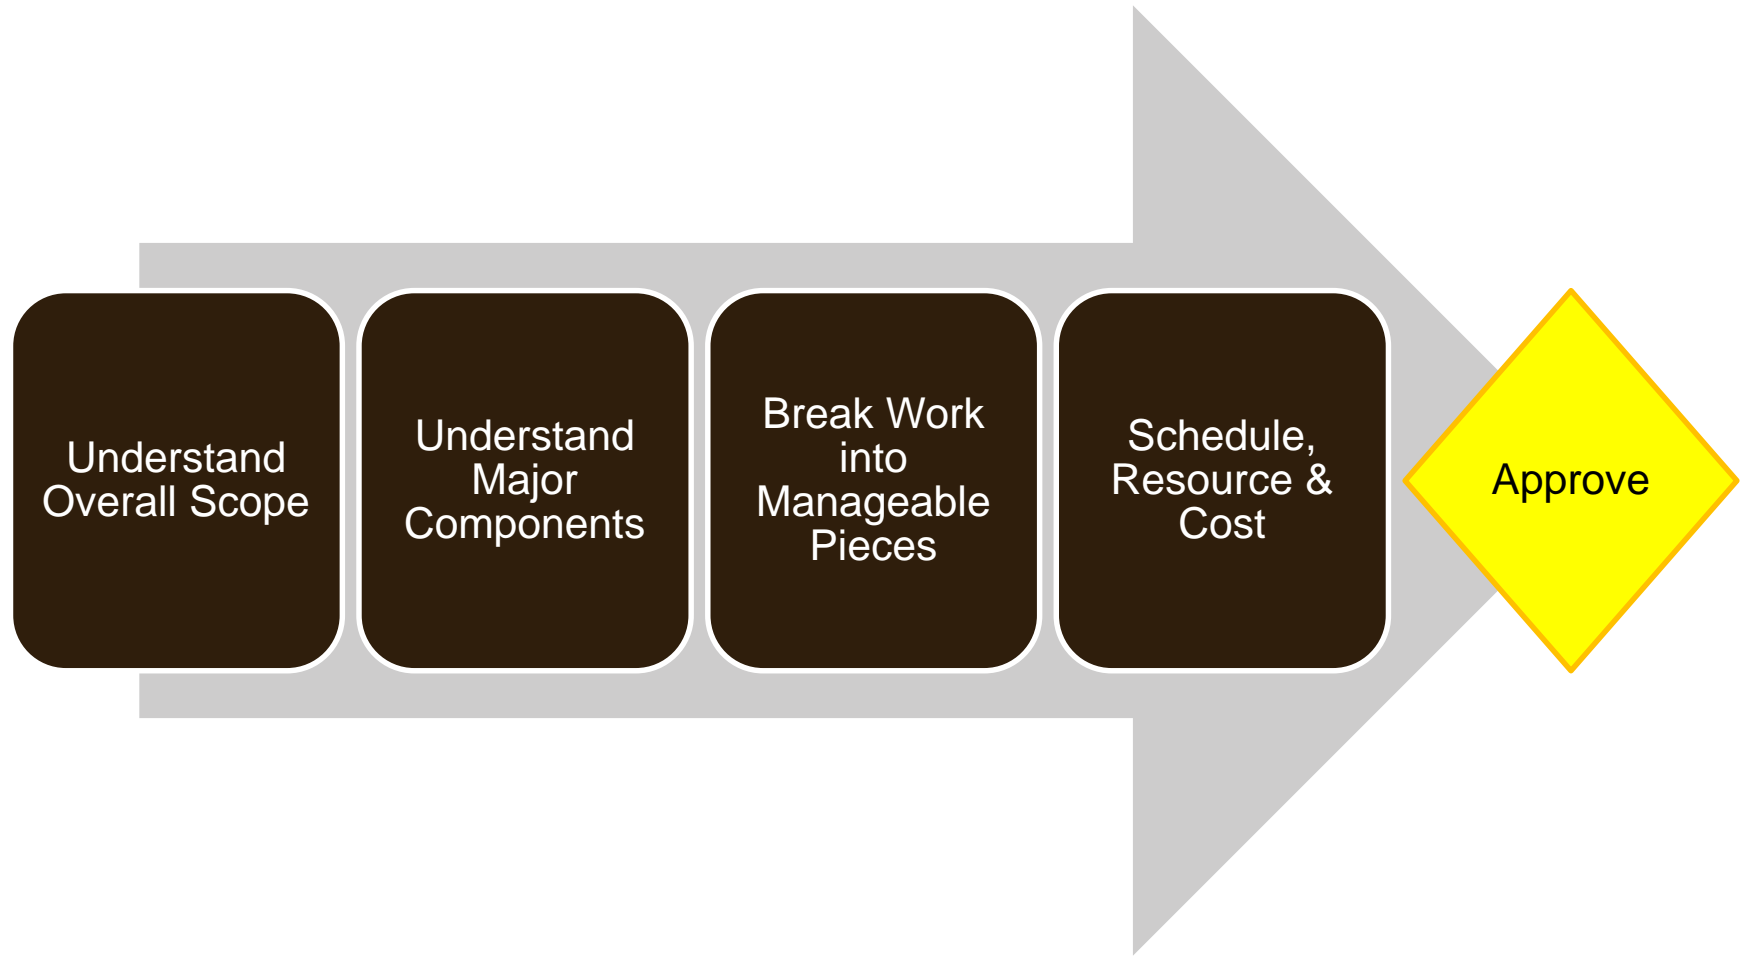 Understand
Overall Scope
Understand
Major
Components
Break Work
into
Manageable
Pieces
Schedule,
Resource &
Cost
Approve